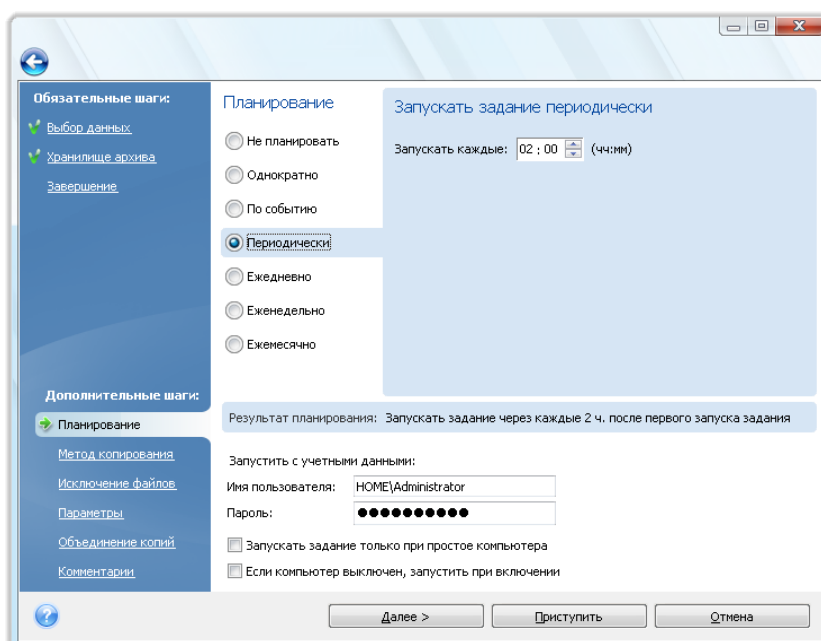 Обязательные шаги:
Выбор данных
Хранилище архива
Завершение
Дополнительные шаги:
Планирование
Метод копирования
Исключение файлов
Параметры
Объединение копий
Комментарии
Планирование
Не планировать
Однократно
По событию
Периодически
Ежедневно
Еженедельно
Ежемесячно
Запускать задание периодически
Запускать каждые: 02 : 00 (чч:мм)
Результат планирования: Запускать задание через каждые 2 ч. после первого запуска задания
Запустить с учетными данными:
Имя пользователя: HOME\Administrator
Пароль: ●●●●●●●●●●
Запускать задание только при простое компьютера
Если компьютер выключен, запустить при включении
Далее >
Приступить
Отмена